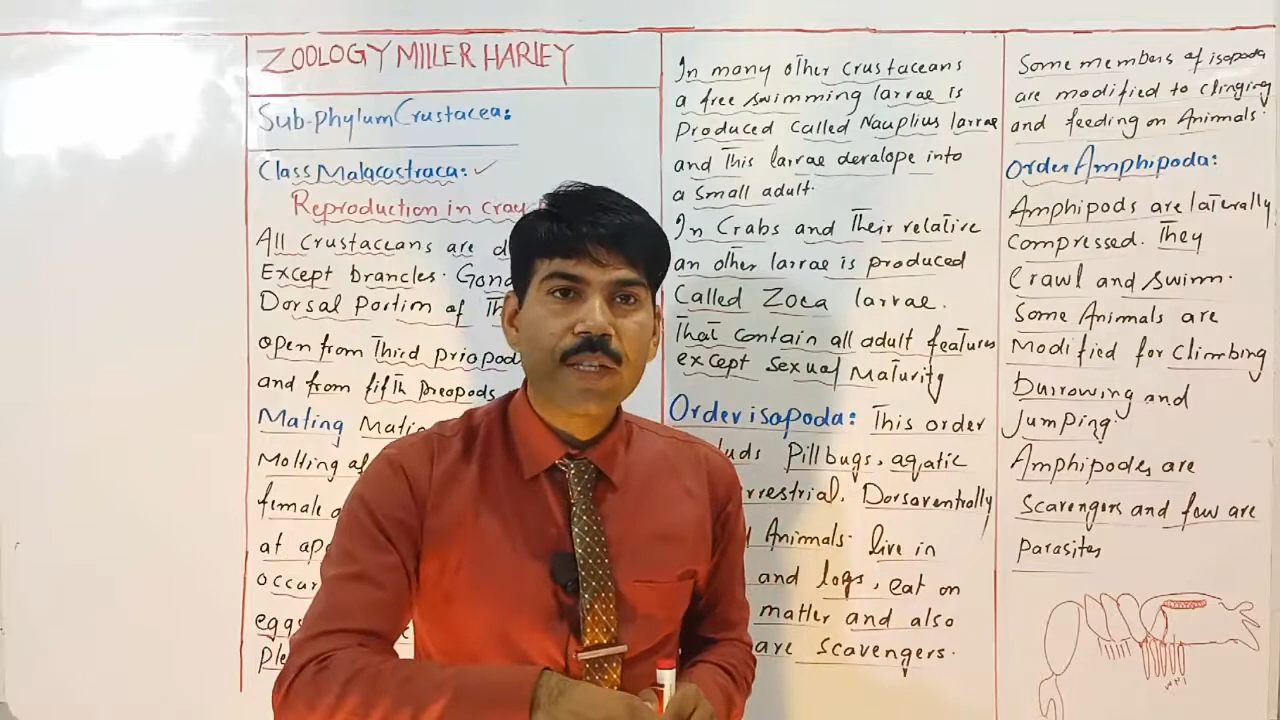 ZOOLOGY MILLER HARLEY
Sub-phylum Crustacea:
Class Malacostraca: ✓
Reproduction in cray
All crustaceans are
Except brancles. Gona
Dorsal Portim of Th
open from Third priopod
and from fifth preopods
Mating Matin
Molting af
female a
at ap
occur
eggs
Ple
In many other crustaceans
a free swimming larvae is
Produced called Nauplius larvae
and This larvae deralope into
a small adult.
In Crabs and Their relative
an other larvae is produced
Called Zoca larvae.
That contain all adult features
except sexual Maturity
Order isopoda: This order
luds Pillbugs, aquatic
rrestrial. Dorsaventrally
d Animals. live in
and logs, eat on
matter and also
are scavengers.
Some members of isopoda
are modified to clinging
and feeding on Animals.
Order Amphipoda:
Amphipods are laterally
Compressed. They
Crawl and swim.
Some Animals are
Modified for climbing
Burrowing and
Jumping.
Amphipodes are
Scavengers and few are
parasites